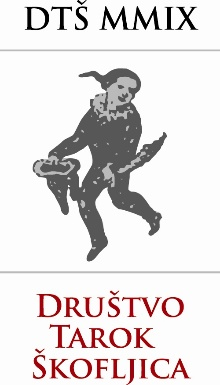 DTŠ MMIX
DRUŠTVO
TAROK
ŠKOFLJICA